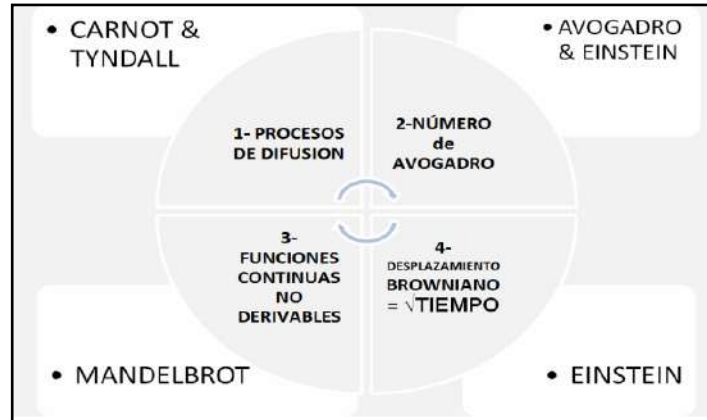 • CARNOT &
TYNDALL
• AVOGADRO
& EINSTEIN
1- PROCESOS
DE DIFUSION
2-NÚMERO
de
AVOGADRO
3-
FUNCIONES
CONTINUAS
NO
DERIVABLES
4-
DESPLAZAMIENTO
BROWNIANO
= √TIEMPO
• MANDELBROT
• EINSTEIN